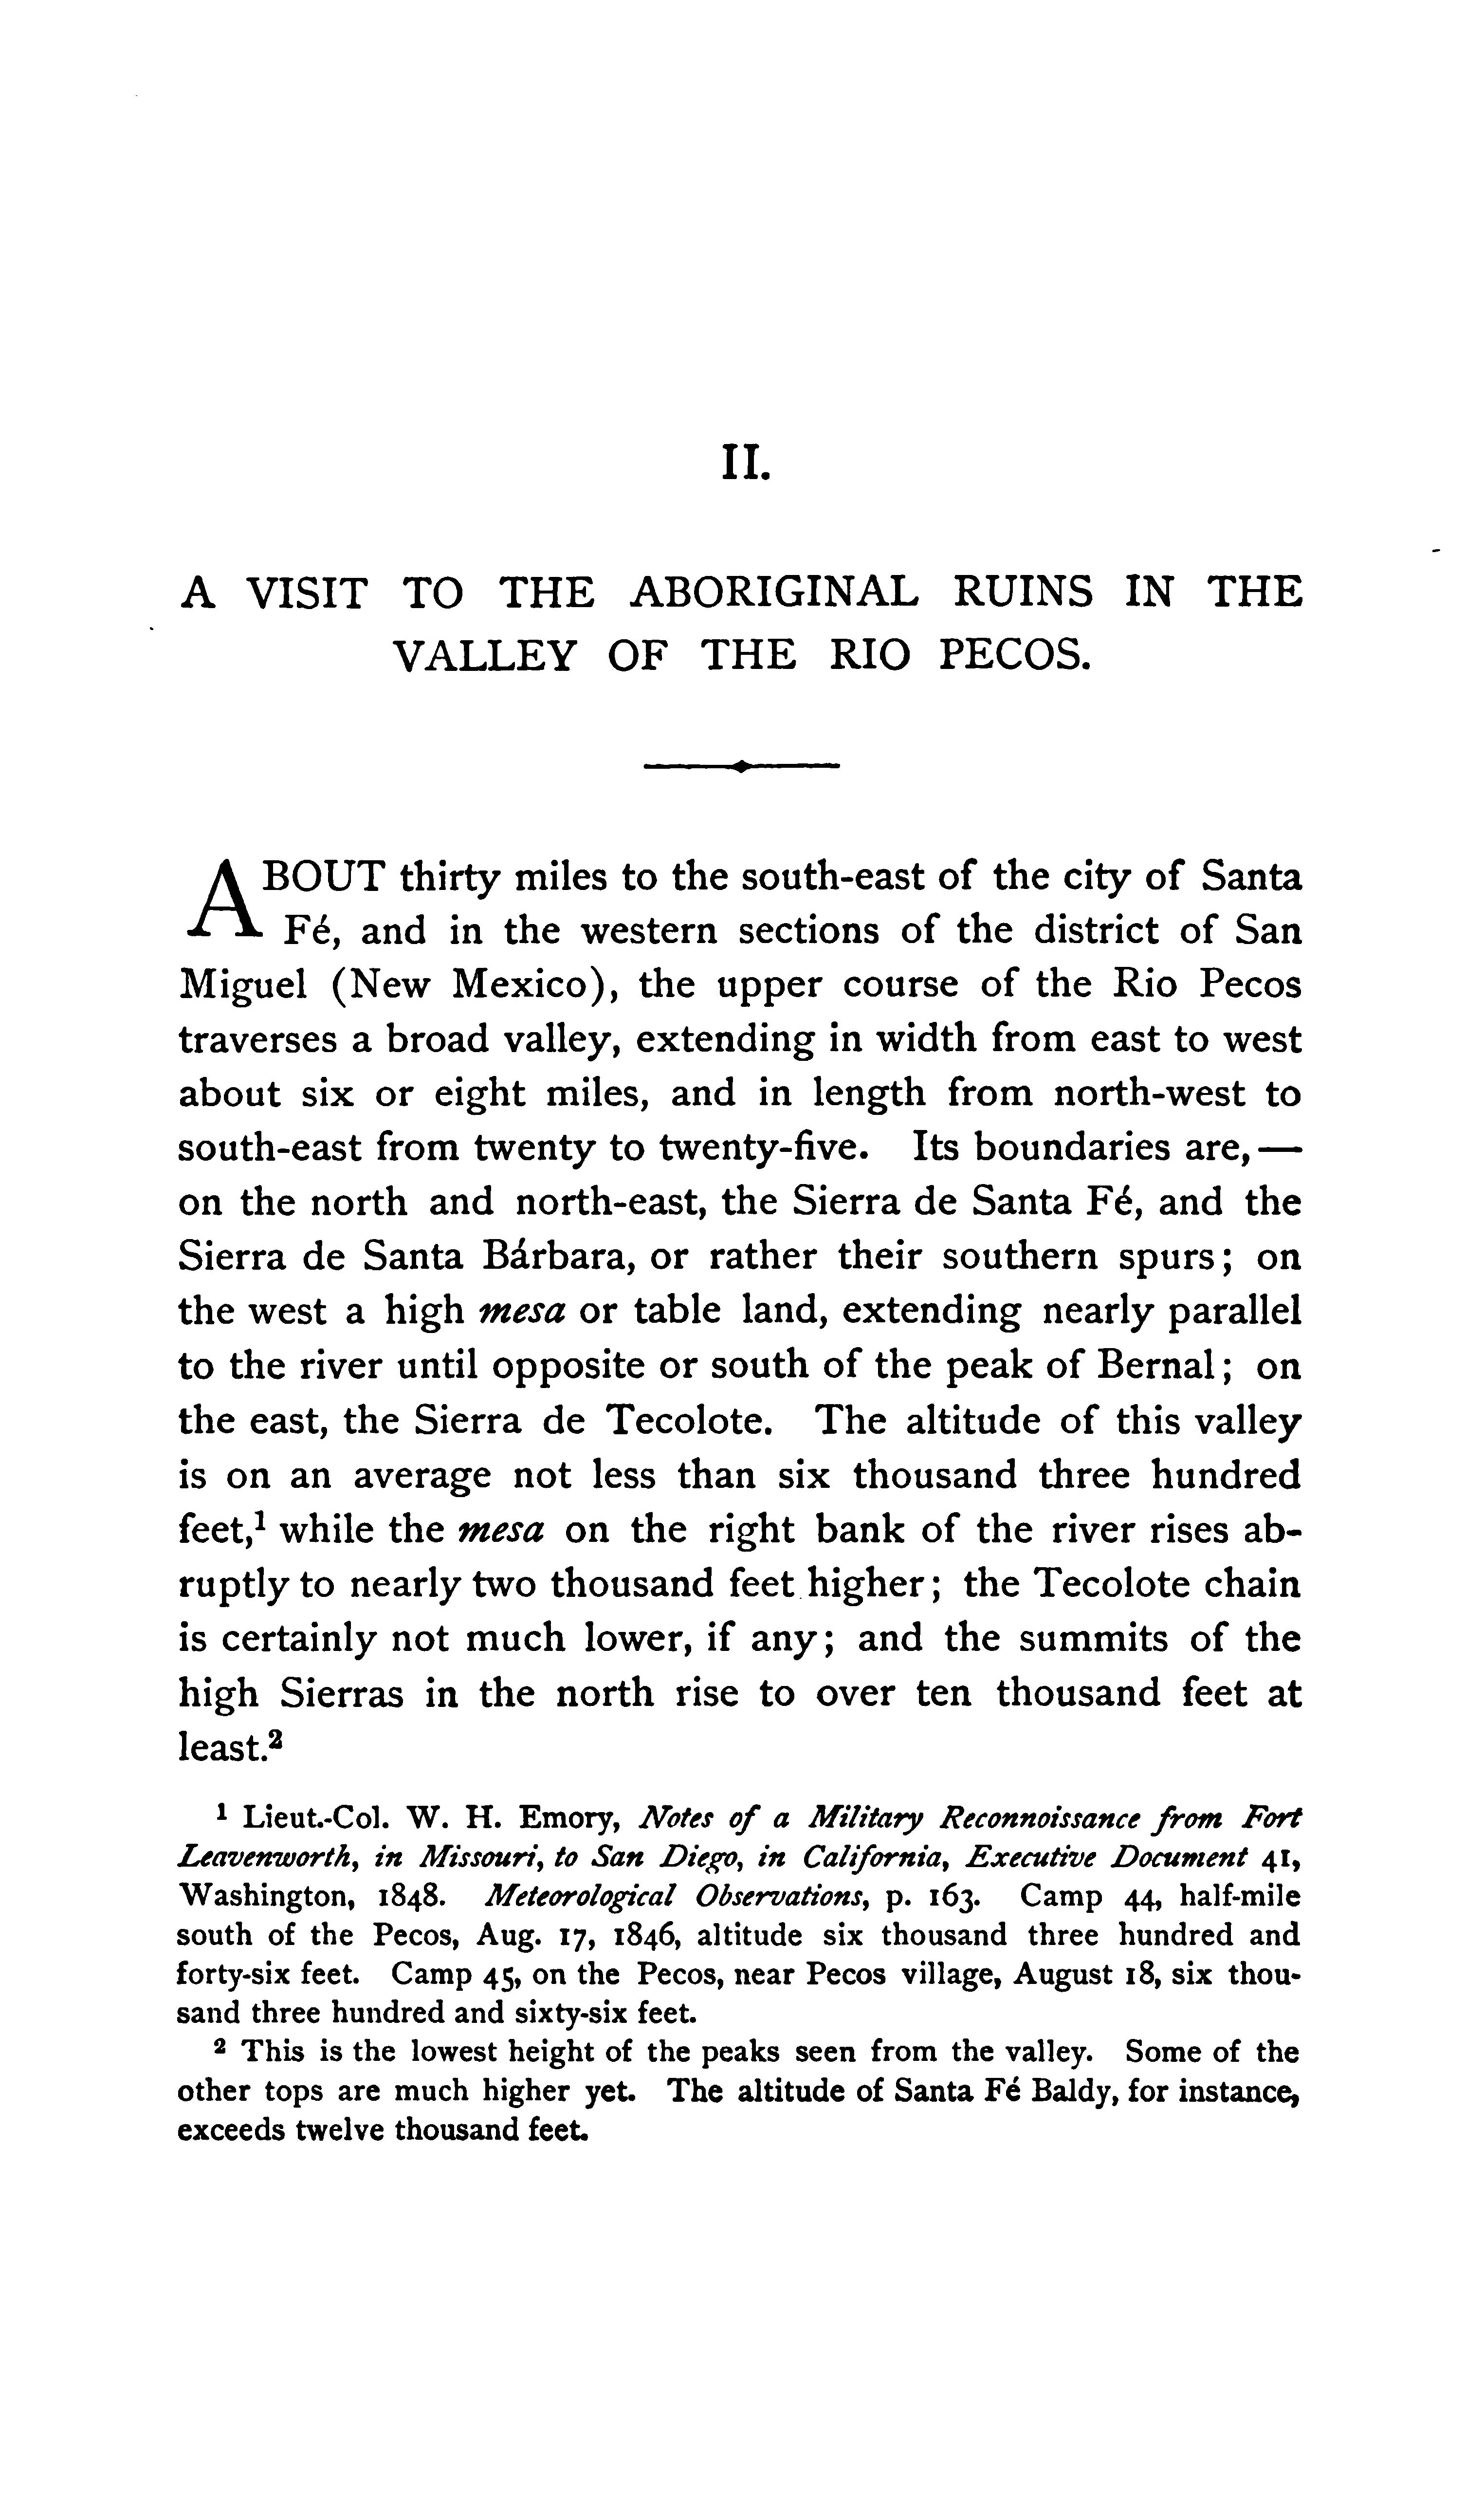 II.
A VISIT TO THE ABORIGINAL RUINS IN THE
VALLEY OF THE RIO PECOS.
ABOUT thirty miles to the south-east of the city of Santa
Fé, and in the western sections of the district of San
Miguel (New Mexico), the upper course of the Rio Pecos
traverses a broad valley, extending in width from east to west
about six or eight miles, and in length from north-west to
south-east from twenty to twenty-five. Its boundaries are,—
on the north and north-east, the Sierra de Santa Fé, and the
Sierra de Santa Bárbara, or rather their southern spurs; on
the west a high mesa or table land, extending nearly parallel
to the river until opposite or south of the peak of Bernal; on
the east, the Sierra de Tecolote. The altitude of this valley
is on an average not less than six thousand three hundred
feet,¹ while the mesa on the right bank of the river rises ab-
ruptly to nearly two thousand feet higher; the Tecolote chain
is certainly not much lower, if any; and the summits of the
high Sierras in the north rise to over ten thousand feet at
least.²
¹ Lieut.-Col. W. H. Emory, Notes of a Military Reconnoissance from Fort
Leavenworth, in Missouri, to San Diego, in California, Executive Document 41,
Washington, 1848. Meteorological Observations, p. 163. Camp 44, half-mile
south of the Pecos, Aug. 17, 1846, altitude six thousand three hundred and
forty-six feet. Camp 45, on the Pecos, near Pecos village, August 18, six thou-
sand three hundred and sixty-six feet.
² This is the lowest height of the peaks seen from the valley. Some of the
other tops are much higher yet. The altitude of Santa Fé Baldy, for instance,
exceeds twelve thousand feet.